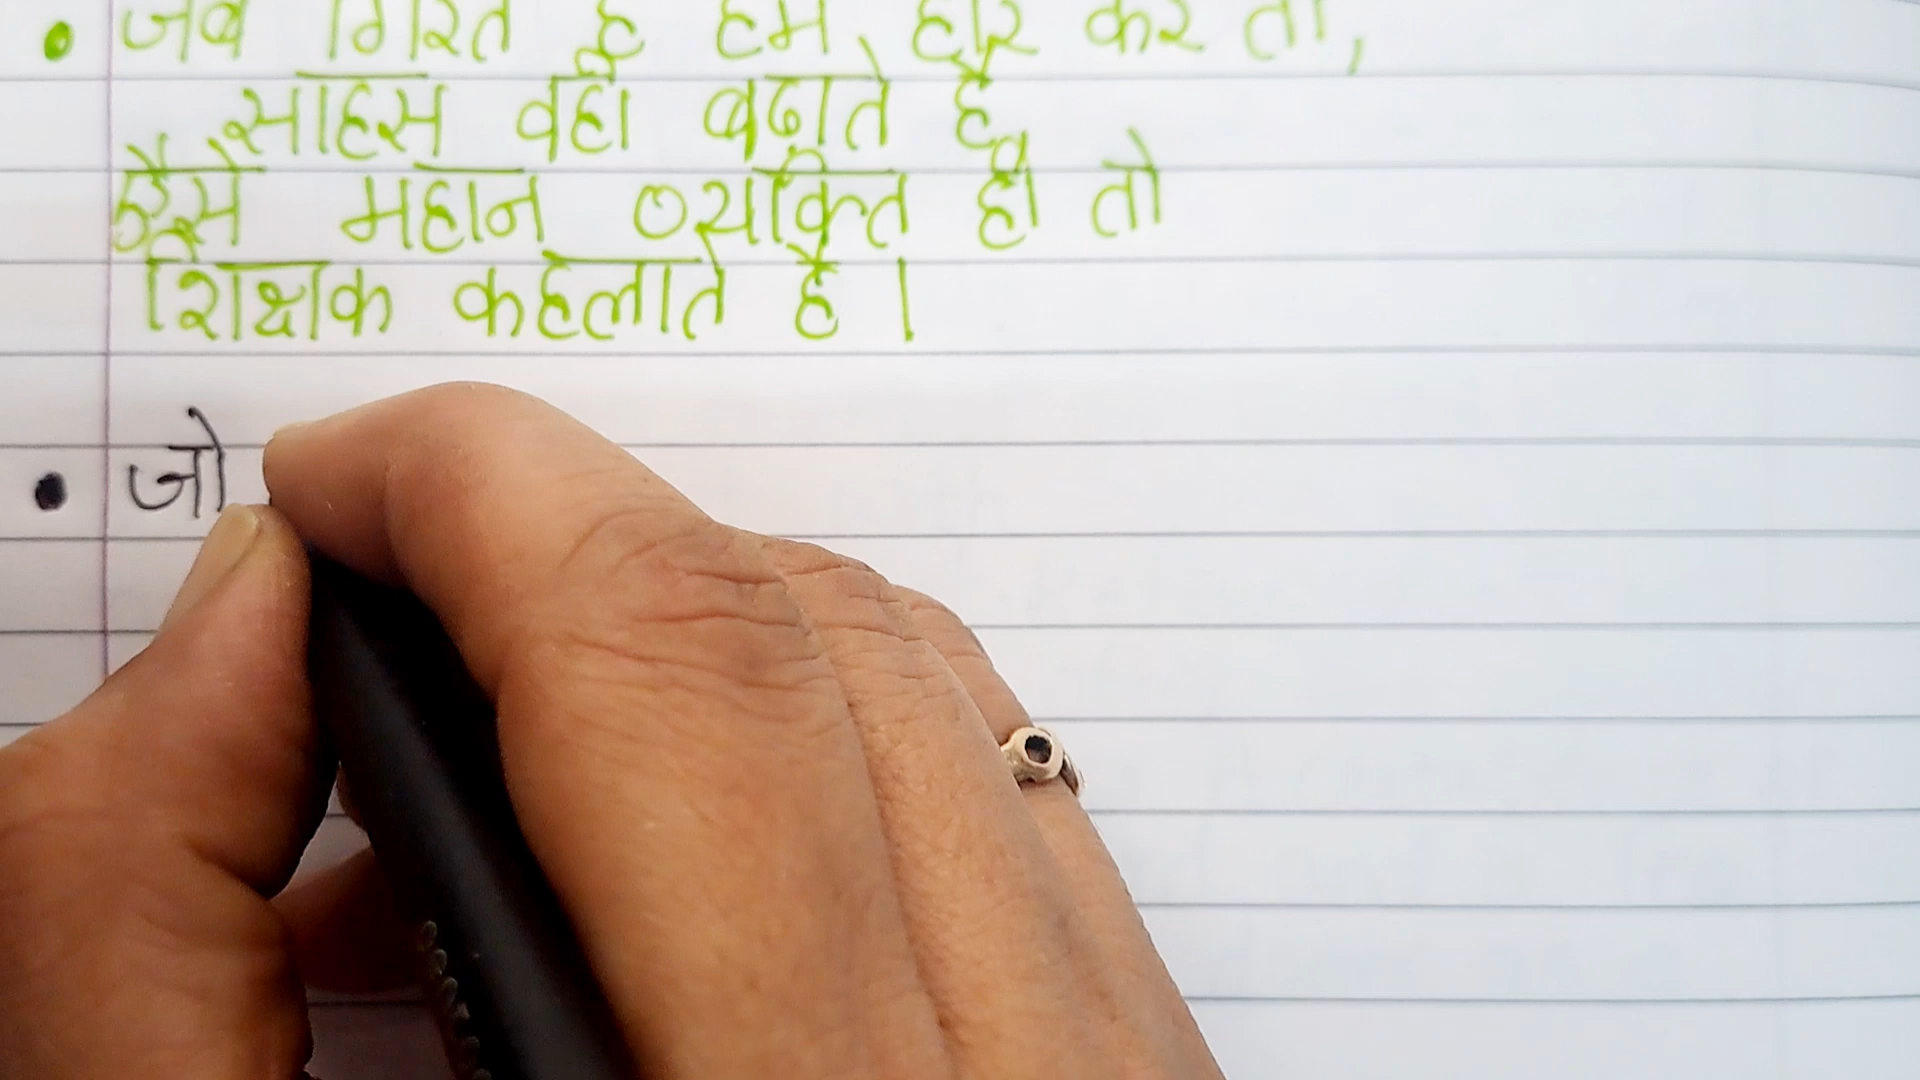 • जब गिरते है हम, हार कर तो,
साहस वही बढ़ाते है
ऐसे महान व्यक्ति ही तो
शिक्षक कहलाते है।
• जो